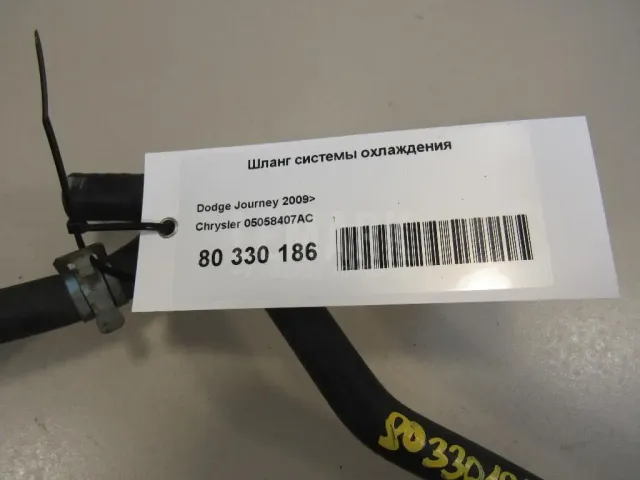 Шланг системы охлаждения
Dodge Journey 2009>
Chrysler 05058407AC
80 330 186